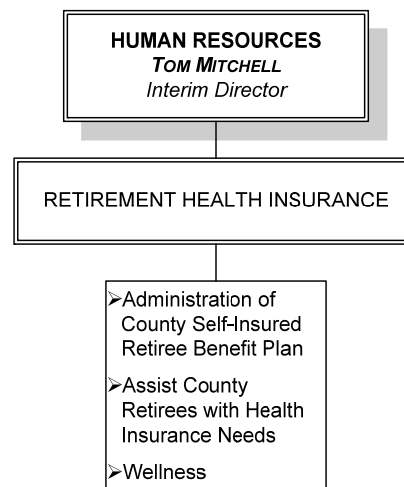 HUMAN RESOURCES
TOM MITCHELL
Interim Director
RETIREMENT HEALTH INSURANCE
➢Administration of
County Self-Insured
Retiree Benefit Plan
➢Assist County
Retirees with Health
Insurance Needs
➢Wellness